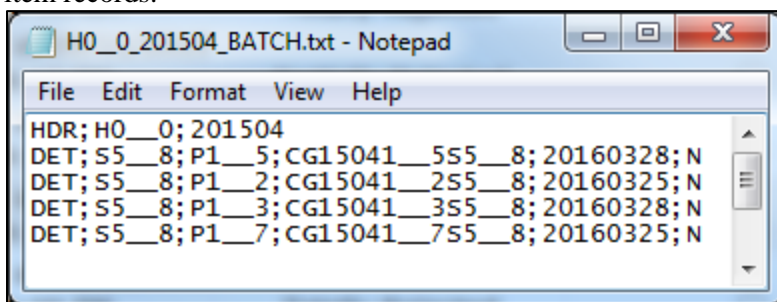 item records.
H0__0_201504_BATCH.txt - Notepad
File Edit Format View Help
HDR;H0__0;201504
DET;S5__8;P1__5;CG15041__5S5__8;20160328;N
DET;S5__8;P1__2;CG15041__2S5__8;20160325;N
DET;S5__8;P1__3;CG15041__3S5__8;20160328;N
DET;S5__8;P1__7;CG15041__7S5__8;20160325;N